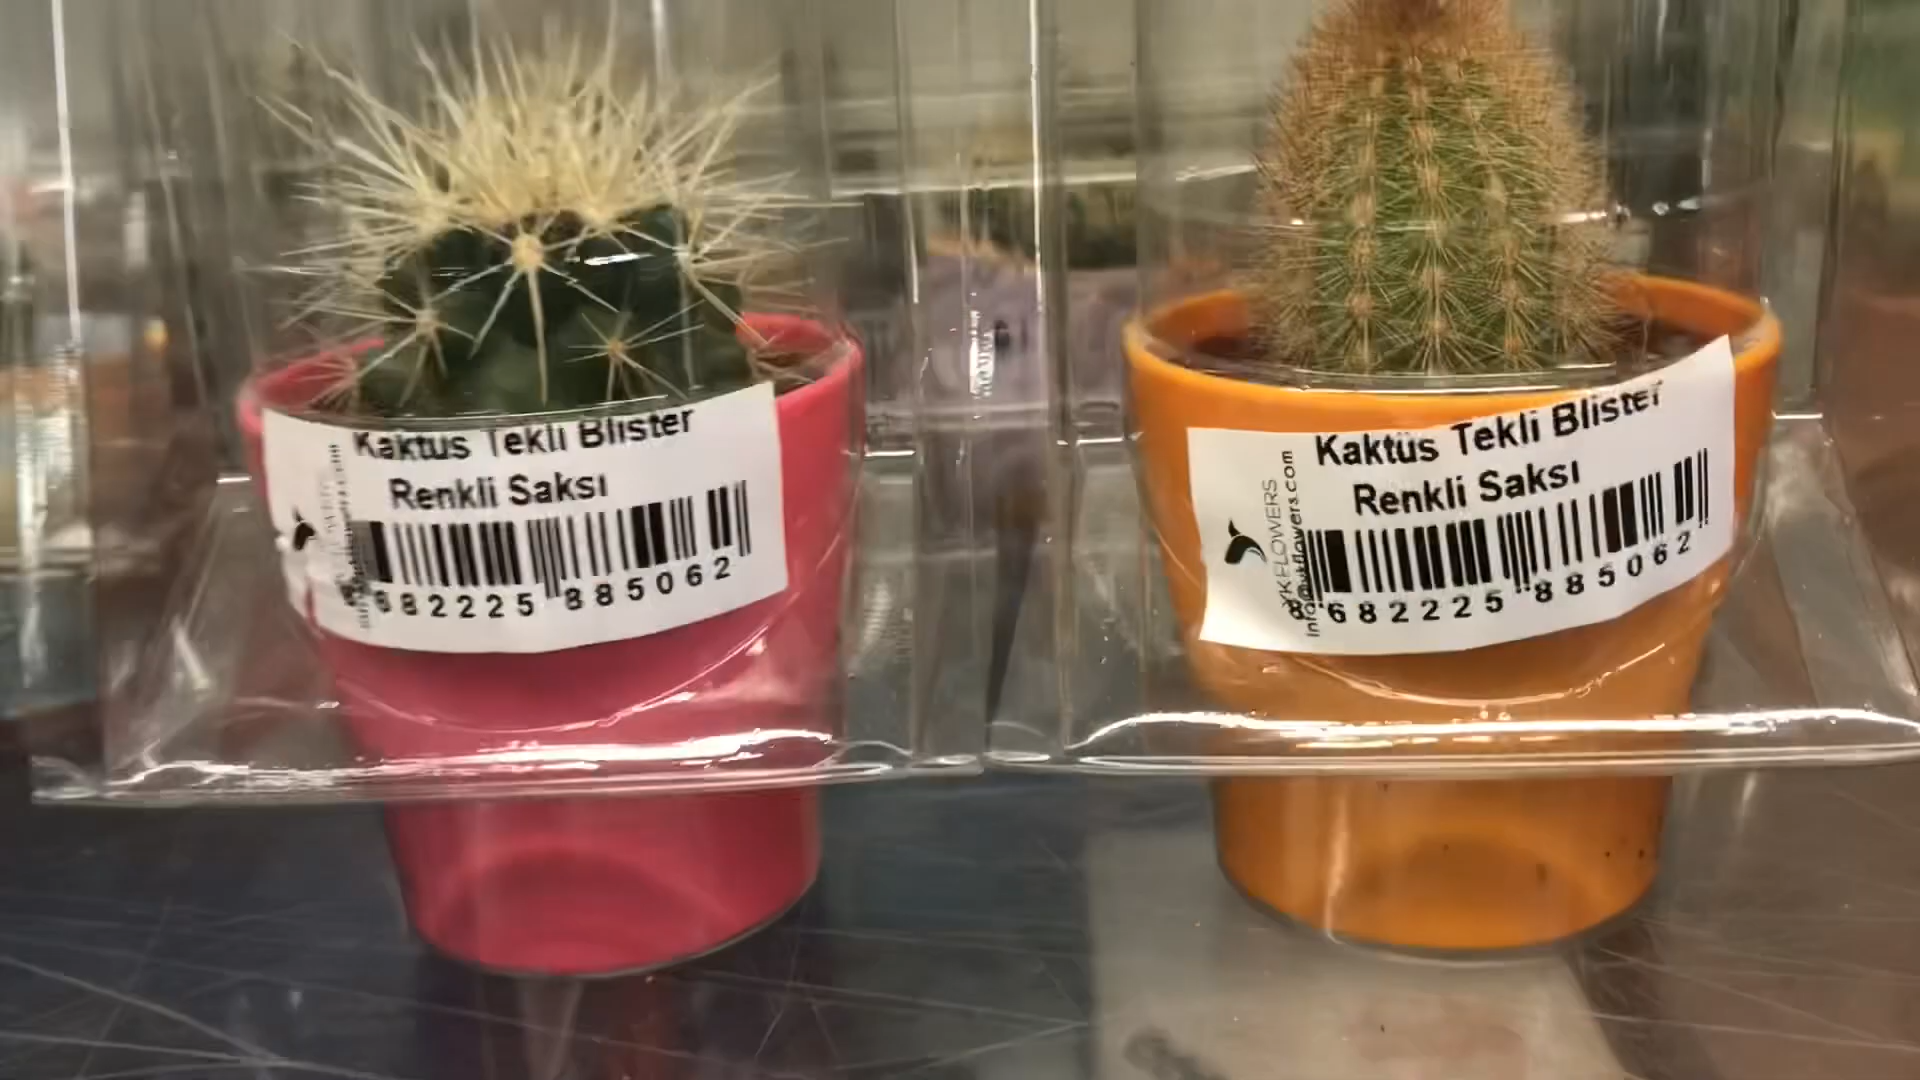 Kaktüs Tekli Blister
Renkli Saksı
682225 885062
Kaktüs Tekli Blister
Renkli Saksı
8 682225 885062